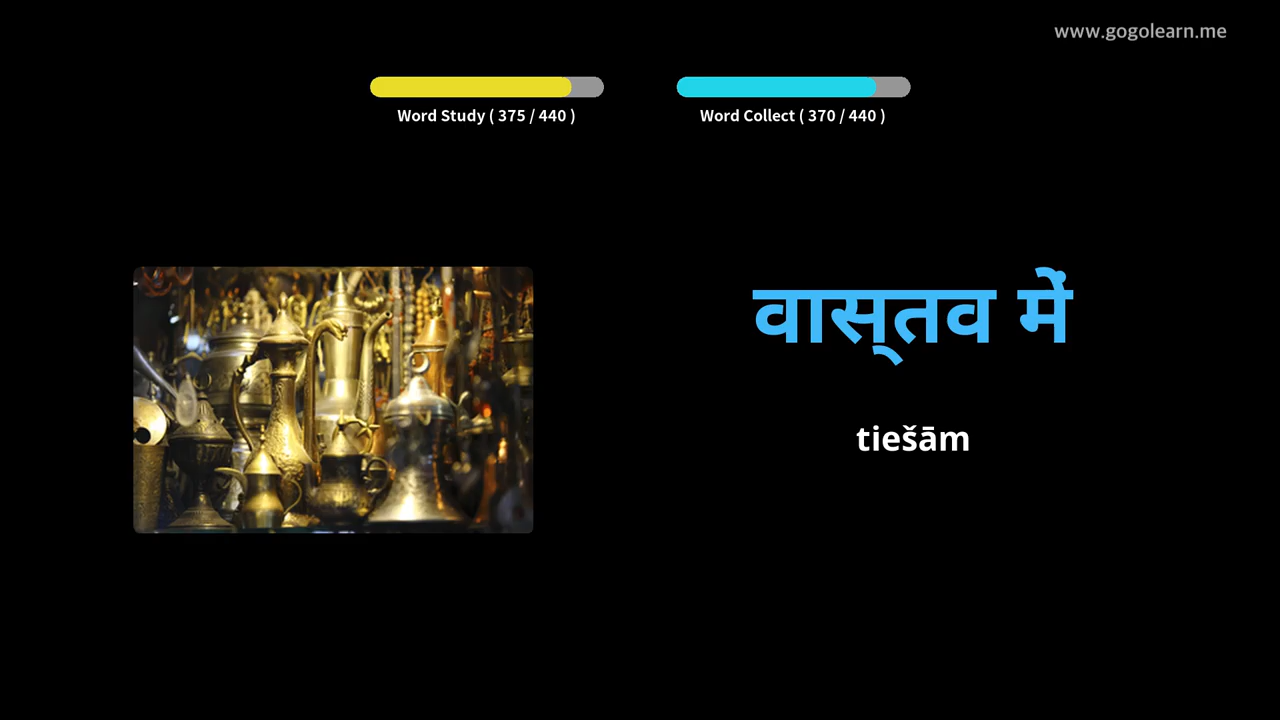 www.gogolearn.me
Word Study ( 375 / 440 )
Word Collect ( 370 / 440 )
वास्तव में
tiešām